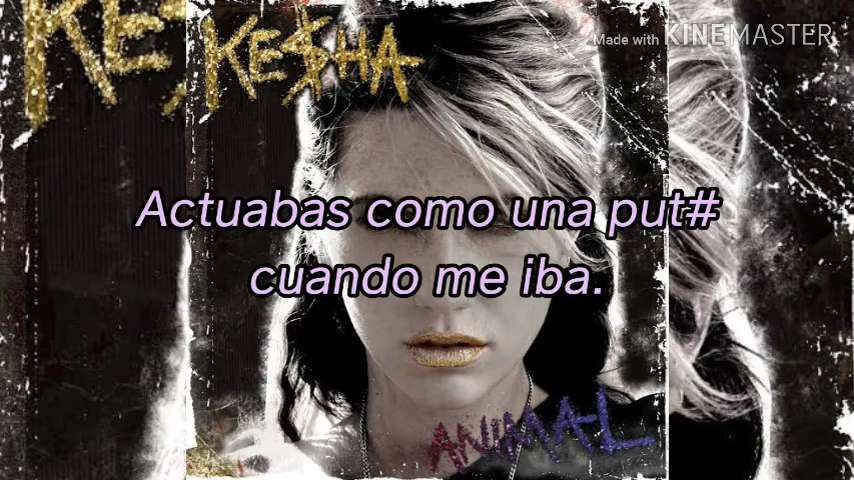 KE
KE$HA
Made with KINEMASTER
Actuabas como una put#
cuando me iba.
ANIMAL